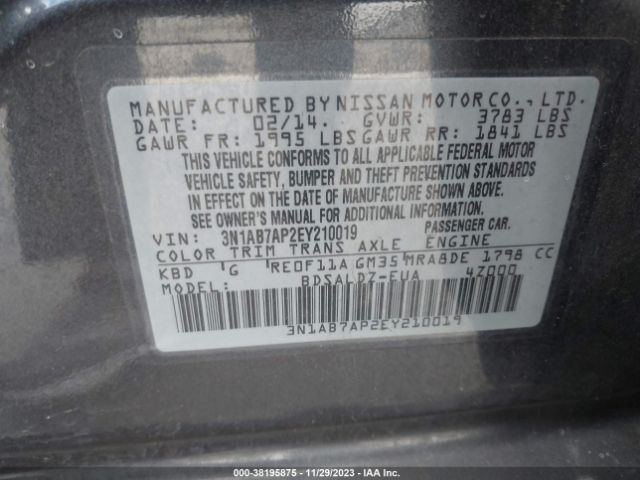 MANUFACTURED BY NISSAN MOTOR CO., LTD.
DATE: 02/14. GVWR: 3783 LBS
GAWR FR: 1995 LBS GAWR RR: 1841 LBS
THIS VEHICLE CONFORMS TO ALL APPLICABLE FEDERAL MOTOR
VEHICLE SAFETY, BUMPER AND THEFT PREVENTION STANDARDS
IN EFFECT ON THE DATE OF MANUFACTURE SHOWN ABOVE.
SEE OWNER'S MANUAL FOR ADDITIONAL INFORMATION.
VIN: 3N1AB7AP2EY210019 PASSENGER CAR.
COLOR TRIM TRANS AXLE ENGINE
KBD G RE0F11A GM35 MRA8DE 1798 CC
MODEL: BDSALDZ-EUA 4Z000
3N1AB7AP2EY210019
000-38195875 - 11/29/2023 - IAA Inc.